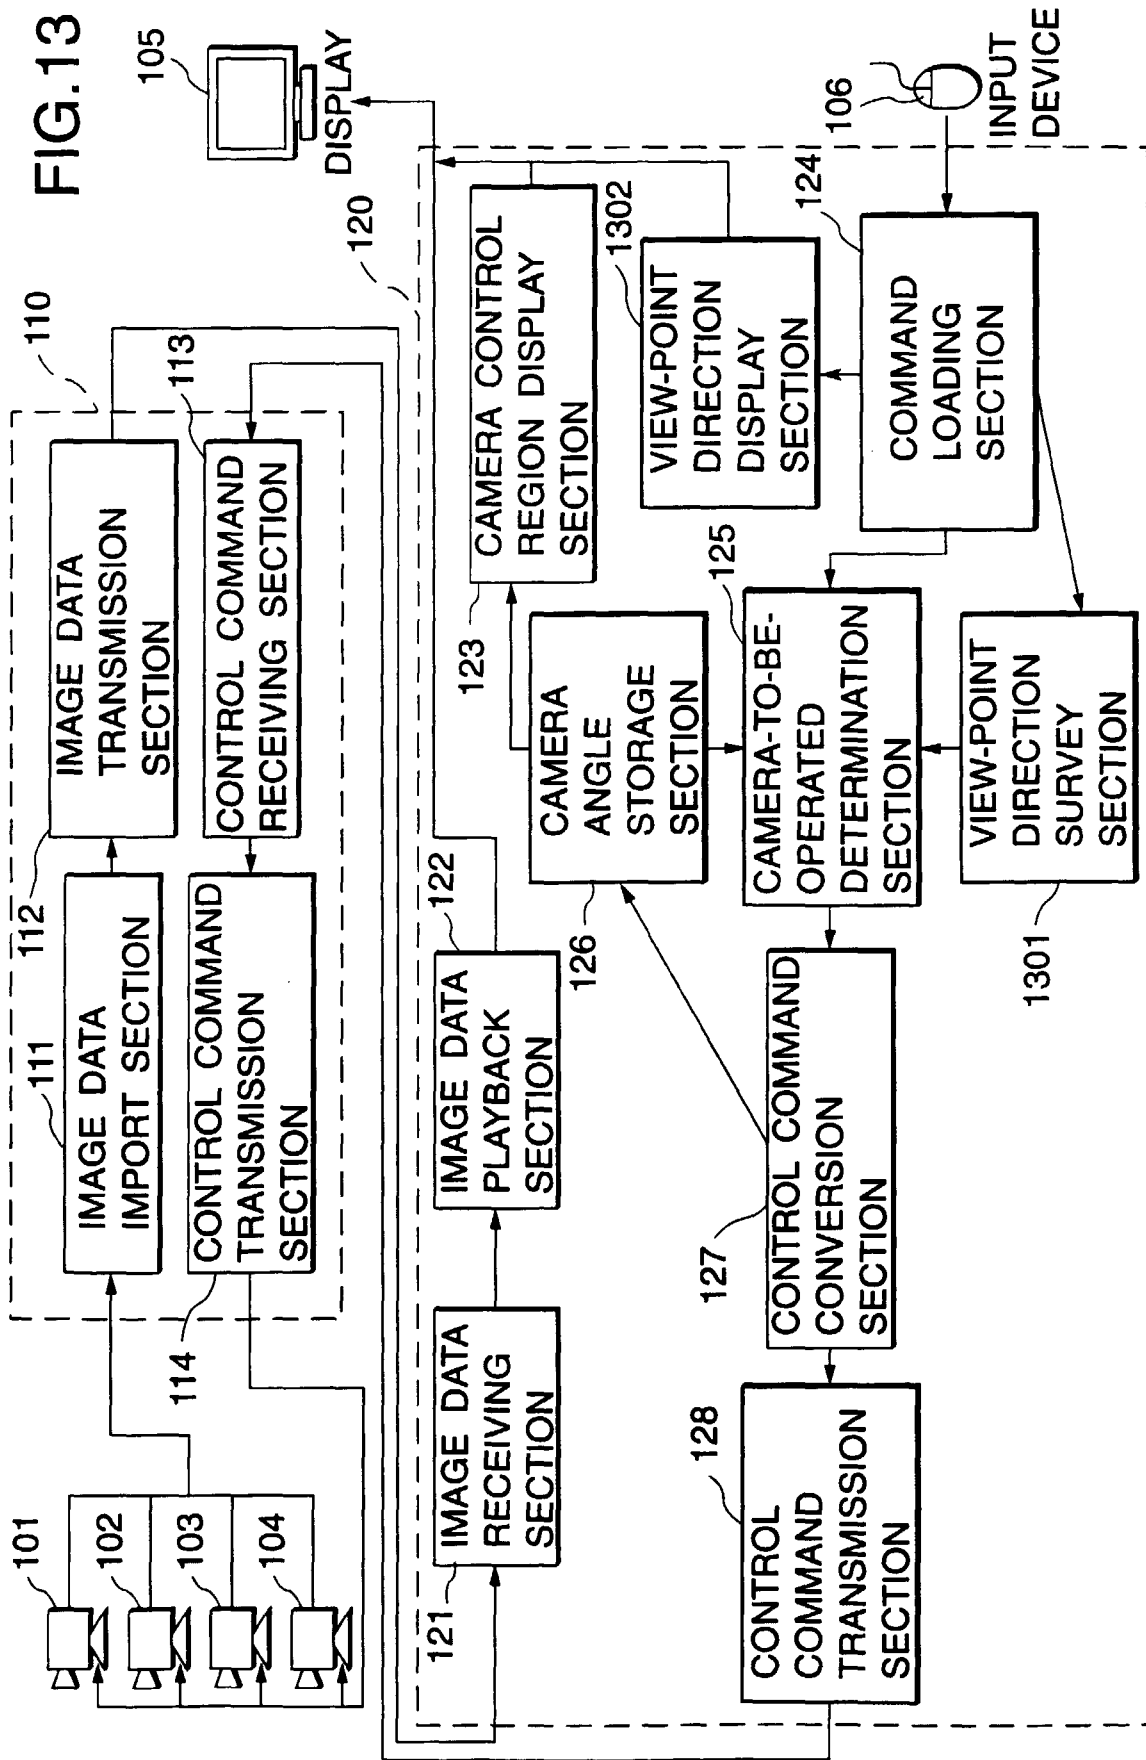 FIG.13
105
DISPLAY
110
111
IMAGE DATA
IMPORT SECTION
112
IMAGE DATA
TRANSMISSION
SECTION
113
CONTROL COMMAND
RECEIVING SECTION
114
CONTROL COMMAND
TRANSMISSION
SECTION
101
102
103
104
120
121
IMAGE DATA
RECEIVING
SECTION
122
IMAGE DATA
PLAYBACK
SECTION
123
CAMERA CONTROL
REGION DISPLAY
SECTION
126
CAMERA
ANGLE
STORAGE
SECTION
1302
VIEW-POINT
DIRECTION
DISPLAY
SECTION
106
INPUT
DEVICE
124
COMMAND
LOADING
SECTION
125
CAMERA-TO-BE-
OPERATED
DETERMINATION
SECTION
127
CONTROL COMMAND
CONVERSION
SECTION
128
CONTROL
COMMAND
TRANSMISSION
SECTION
1301
VIEW-POINT
DIRECTION
SURVEY
SECTION